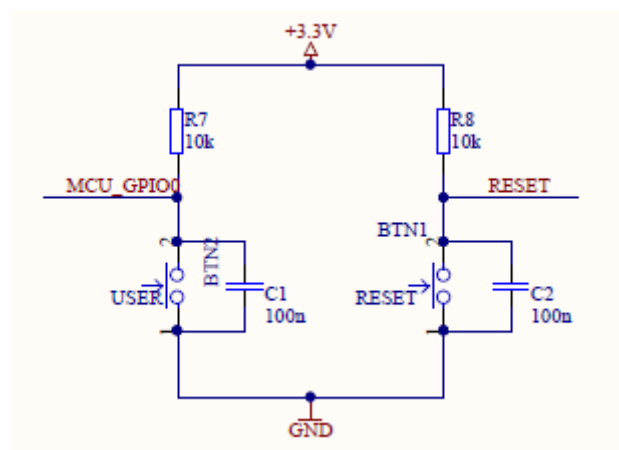 +3.3V
R7
10k
R8
10k
MCU_GPIO0
RESET
BTN1
2
BTN2
2
USER
C1
100n
RESET
C2
100n
1
1
GND